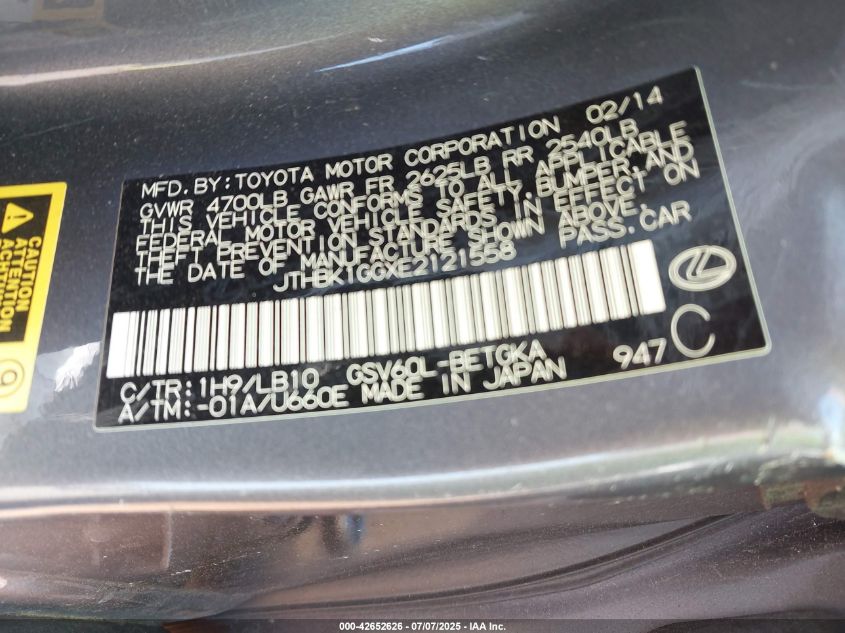 MFD. BY: TOYOTA MOTOR CORPORATION 02/14
GVWR 4700LB GAWR FR 2625LB RR 2540LB
THIS VEHICLE CONFORMS TO ALL APPLICABLE
FEDERAL MOTOR VEHICLE SAFETY, BUMPER, AND
THEFT PREVENTION STANDARDS IN EFFECT ON
THE DATE OF MANUFACTURE SHOWN ABOVE.
JTHBK1GGXE2121558 PASS. CAR
C/TR: 1H9/LB10 GSV60L-BETGKA 947 C
A/TM: -01A/U660E MADE IN JAPAN
CAUTION
ACHTUNG
000-42652626 - 07/07/2025 - IAA Inc.